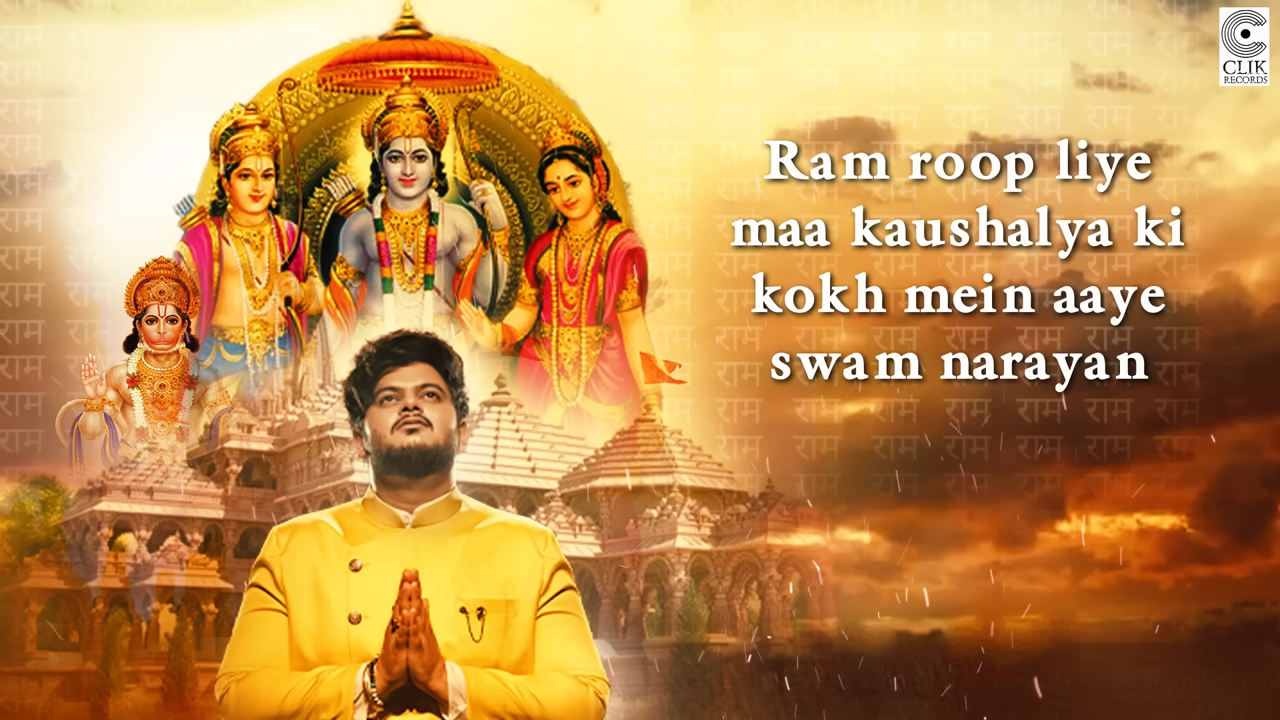 CLIK
RECORDS
Ram roop liye
maa kaushalya ki
kokh mein aaye
swam narayan
राम राम राम राम राम राम राम राम